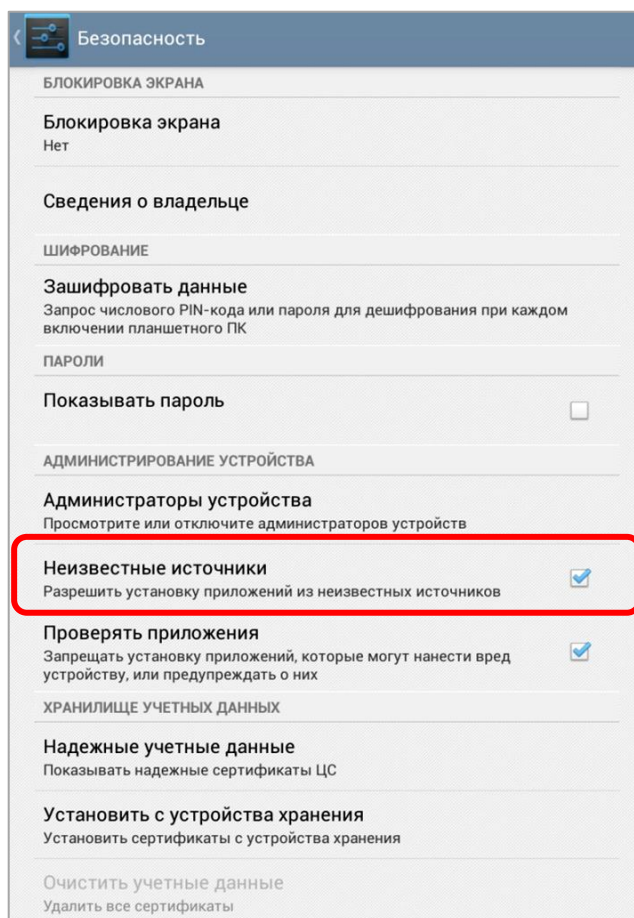 Безопасность
БЛОКИРОВКА ЭКРАНА
Блокировка экрана
Нет
Сведения о владельце
ШИФРОВАНИЕ
Зашифровать данные
Запрос числового PIN-кода или пароля для дешифрования при каждом
включении планшетного ПК
ПАРОЛИ
Показывать пароль
АДМИНИСТРИРОВАНИЕ УСТРОЙСТВА
Администраторы устройства
Просмотрите или отключите администраторов устройств
Неизвестные источники
Разрешить установку приложений из неизвестных источников
Проверять приложения
Запрещать установку приложений, которые могут нанести вред
устройству, или предупреждать о них
ХРАНИЛИЩЕ УЧЕТНЫХ ДАННЫХ
Надежные учетные данные
Показывать надежные сертификаты ЦС
Установить с устройства хранения
Установить сертификаты с устройства хранения
Очистить учетные данные
Удалить все сертификаты